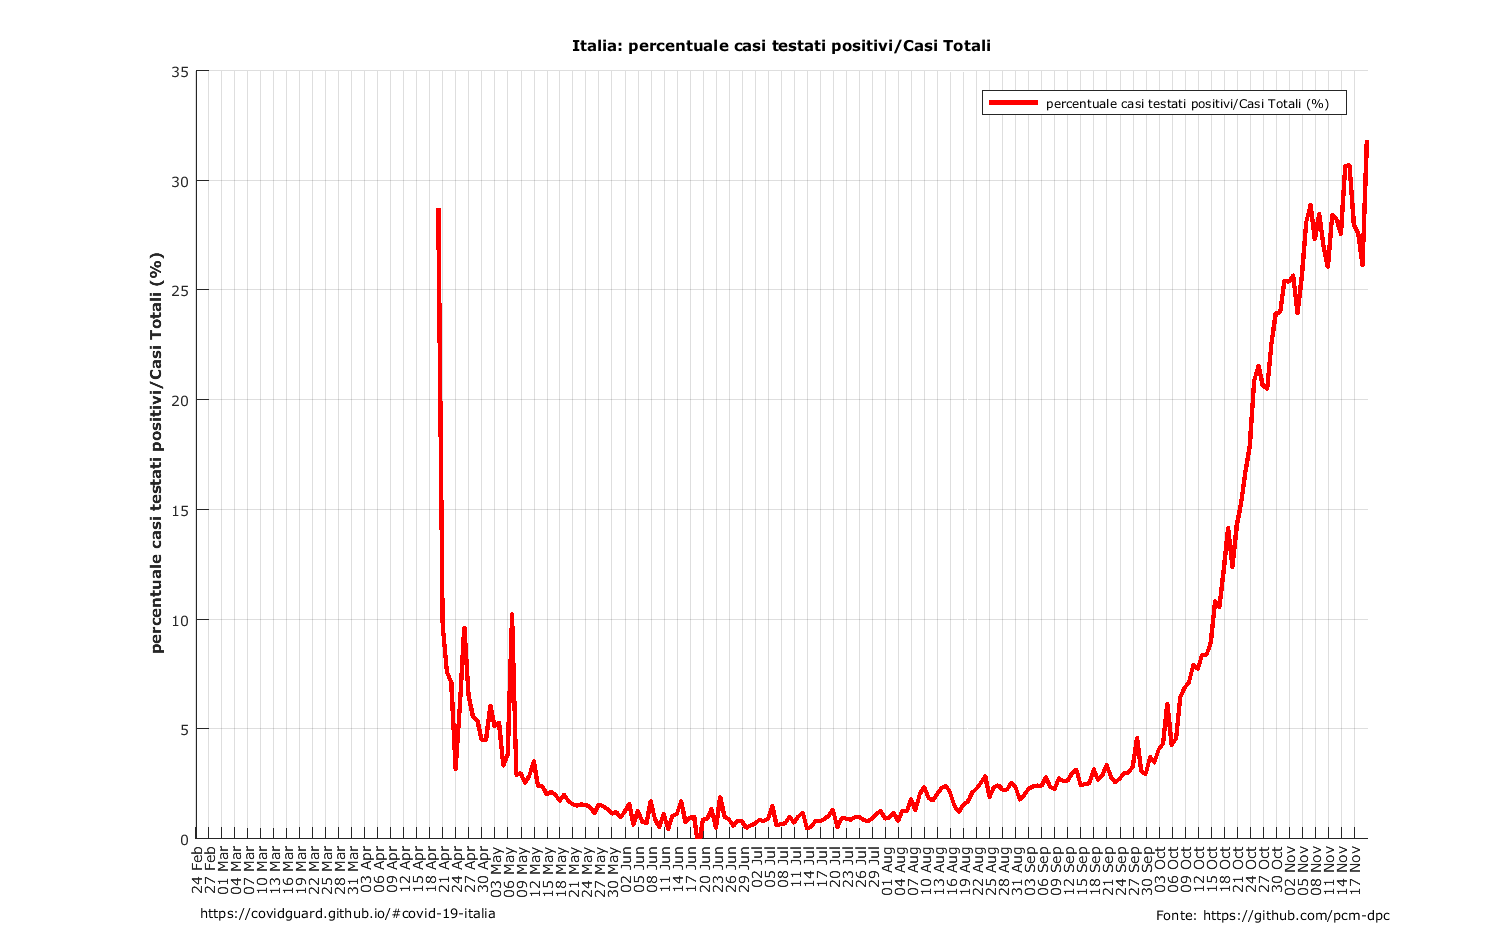 Italia: percentuale casi testati positivi/Casi Totali
percentuale casi testati positivi/Casi Totali (%)
percentuale casi testati positivi/Casi Totali (%)
35
30
25
20
15
10
5
0
24 Feb
27 Feb
01 Mar
04 Mar
07 Mar
10 Mar
13 Mar
16 Mar
19 Mar
22 Mar
25 Mar
28 Mar
31 Mar
03 Apr
06 Apr
09 Apr
12 Apr
15 Apr
18 Apr
21 Apr
24 Apr
27 Apr
30 Apr
03 May
06 May
09 May
12 May
15 May
18 May
21 May
24 May
27 May
30 May
02 Jun
05 Jun
08 Jun
11 Jun
14 Jun
17 Jun
20 Jun
23 Jun
26 Jun
29 Jun
02 Jul
05 Jul
08 Jul
11 Jul
14 Jul
17 Jul
20 Jul
23 Jul
26 Jul
29 Jul
01 Aug
04 Aug
07 Aug
10 Aug
13 Aug
16 Aug
19 Aug
22 Aug
25 Aug
28 Aug
31 Aug
03 Sep
06 Sep
09 Sep
12 Sep
15 Sep
18 Sep
21 Sep
24 Sep
27 Sep
30 Sep
03 Oct
06 Oct
09 Oct
12 Oct
15 Oct
18 Oct
21 Oct
24 Oct
27 Oct
30 Oct
02 Nov
05 Nov
08 Nov
11 Nov
14 Nov
17 Nov
https://covidguard.github.io/#covid-19-italia
Fonte: https://github.com/pcm-dpc